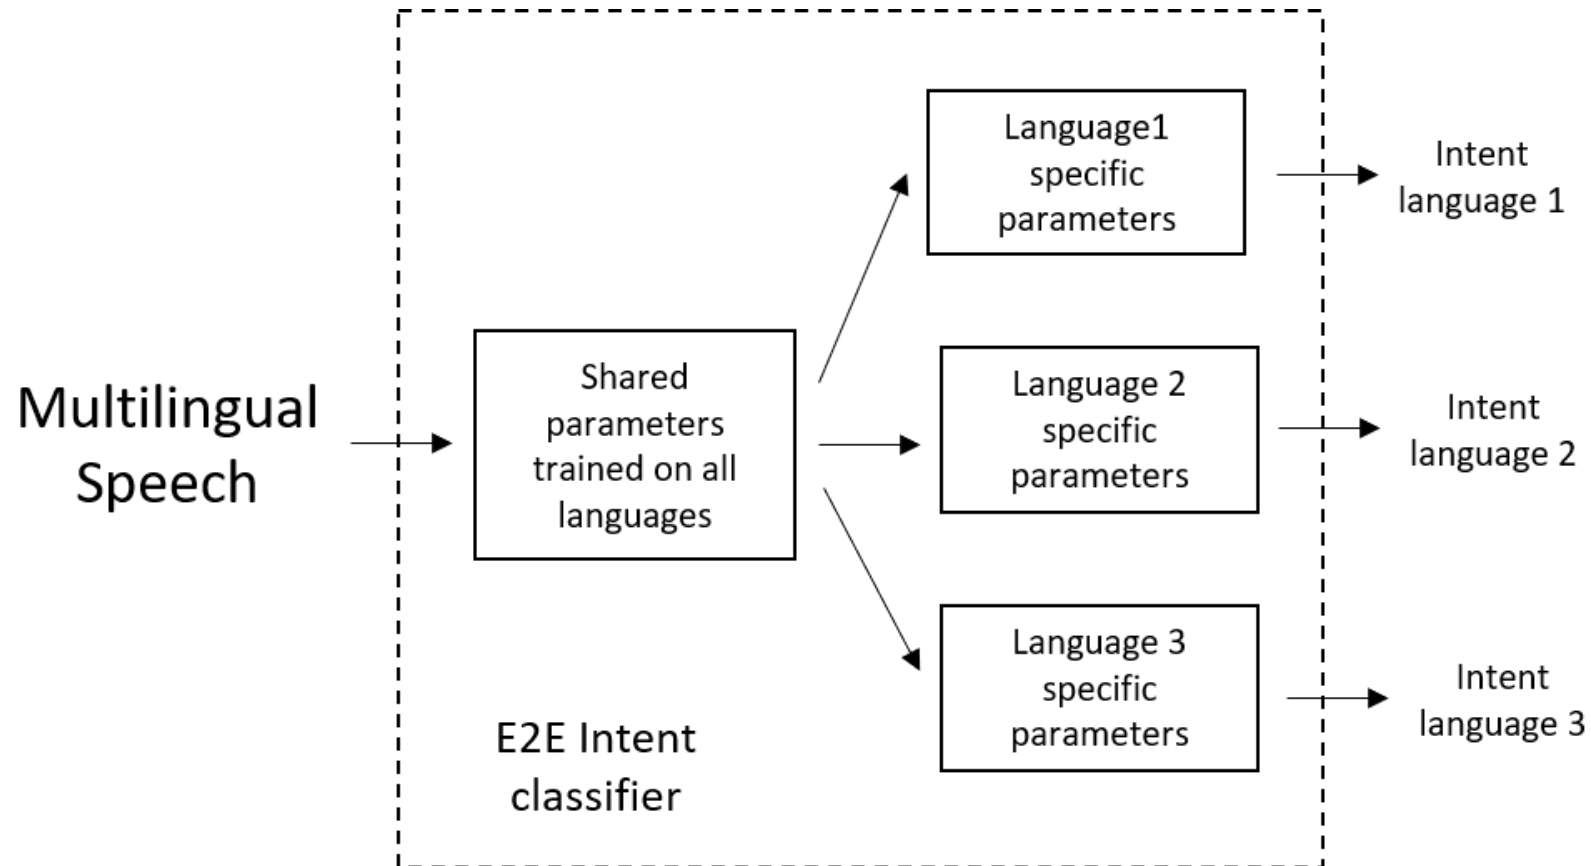 Multilingual
Speech
Shared
parameters
trained on all
languages
E2E Intent
classifier
Language1
specific
parameters
Language 2
specific
parameters
Language 3
specific
parameters
Intent
language 1
Intent
language 2
Intent
language 3